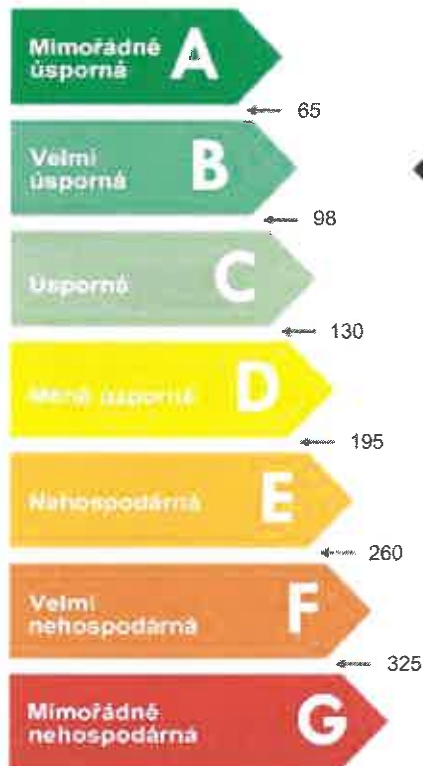 Mimořádně
úsporná
A
65
Velmi
úsporná
B
98
Úsporná
C
130
Méně úsporná
D
195
Nehospodárná
E
260
Velmi
nehospodárná
F
325
Mimořádně
nehospodárná
G